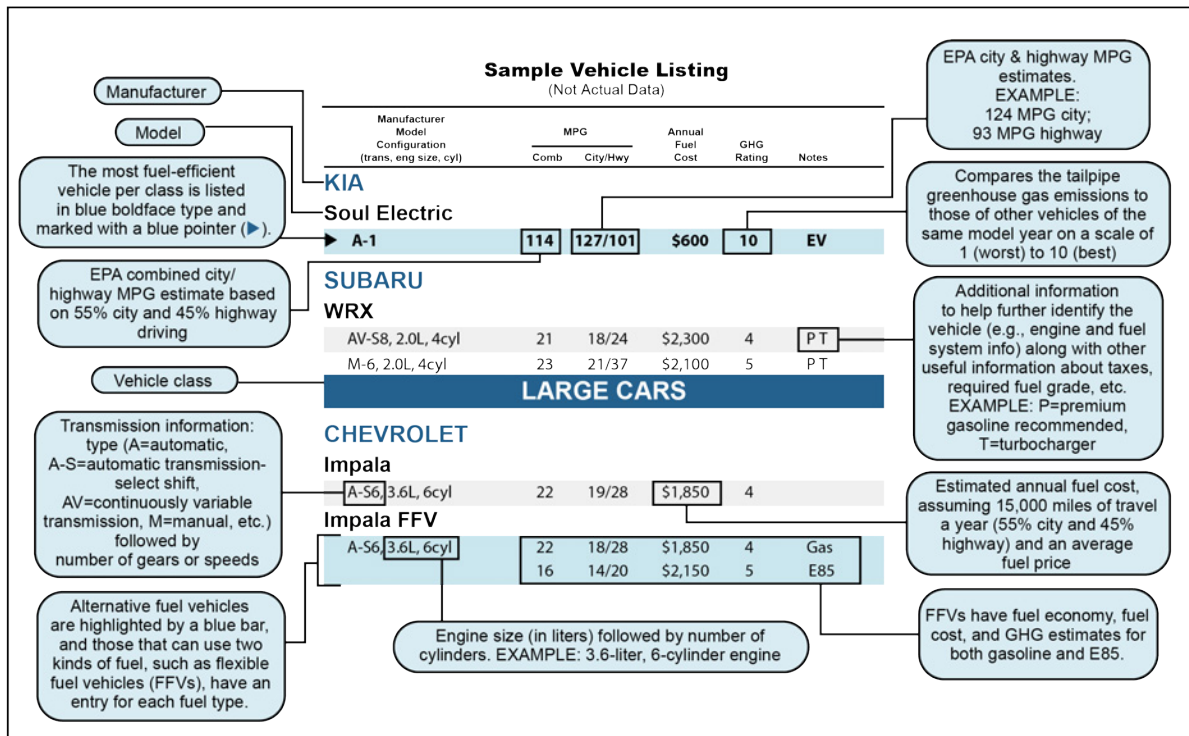 Sample Vehicle Listing
(Not Actual Data)
Manufacturer
Model
Configuration
(trans, eng size, cyl)
MPG
Comb City/Hwy
Annual
Fuel
Cost
GHG
Rating
Notes
KIA
Soul Electric
▶ A-1 114 127/101 $600 10 EV
SUBARU
WRX
AV-S8, 2.0L, 4cyl 21 18/24 $2,300 4 P T
M-6, 2.0L, 4cyl 23 21/37 $2,100 5 P T
LARGE CARS
CHEVROLET
Impala
A-S6, 3.6L, 6cyl 22 19/28 $1,850 4
Impala FFV
A-S6, 3.6L, 6cyl 22 18/28 $1,850 4 Gas
16 14/20 $2,150 5 E85
Manufacturer
Model
The most fuel-efficient
vehicle per class is listed
in blue boldface type and
marked with a blue pointer (▶).
EPA combined city/
highway MPG estimate based
on 55% city and 45% highway
driving
Vehicle class
Transmission information:
type (A=automatic,
A-S=automatic transmission-
select shift,
AV=continuously variable
transmission, M=manual, etc.)
followed by
number of gears or speeds
Alternative fuel vehicles
are highlighted by a blue bar,
and those that can use two
kinds of fuel, such as flexible
fuel vehicles (FFVs), have an
entry for each fuel type.
Engine size (in liters) followed by number of
cylinders. EXAMPLE: 3.6-liter, 6-cylinder engine
EPA city & highway MPG
estimates.
EXAMPLE:
124 MPG city;
93 MPG highway
Compares the tailpipe
greenhouse gas emissions to
those of other vehicles of the
same model year on a scale of
1 (worst) to 10 (best)
Additional information
to help further identify the
vehicle (e.g., engine and fuel
system info) along with other
useful information about taxes,
required fuel grade, etc.
EXAMPLE: P=premium
gasoline recommended,
T=turbocharger
Estimated annual fuel cost,
assuming 15,000 miles of travel
a year (55% city and 45%
highway) and an average
fuel price
FFVs have fuel economy, fuel
cost, and GHG estimates for
both gasoline and E85.